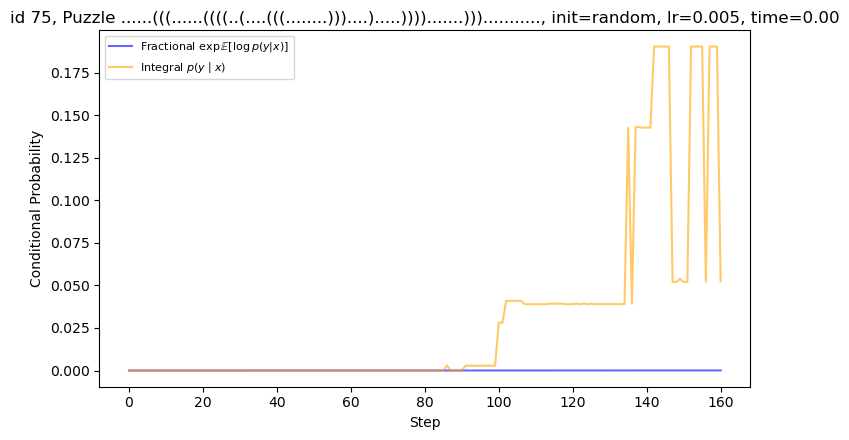 id 75, Puzzle ......(((......((((..(....(((........)))....).....)))).......)))..........., init=random, lr=0.005, time=0.00
Fractional exp𝔼[log p(y|x)]
Integral p(y | x)
Conditional Probability
0.175
0.150
0.125
0.100
0.075
0.050
0.025
0.000
0 20 40 60 80 100 120 140 160
Step